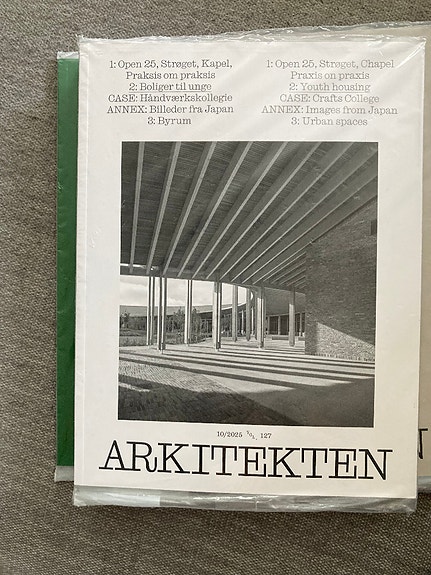 1: Open 25, Strøget, Kapel,
Praksis om praksis
2: Boliger til unge
CASE: Håndværkskollegie
ANNEX: Billeder fra Japan
3: Byrum
1: Open 25, Strøget, Chapel
Praxis on praxis
2: Youth housing
CASE: Crafts College
ANNEX: Images from Japan
3: Urban spaces
10/2025 VOL. 127
ARKITEKTEN
N